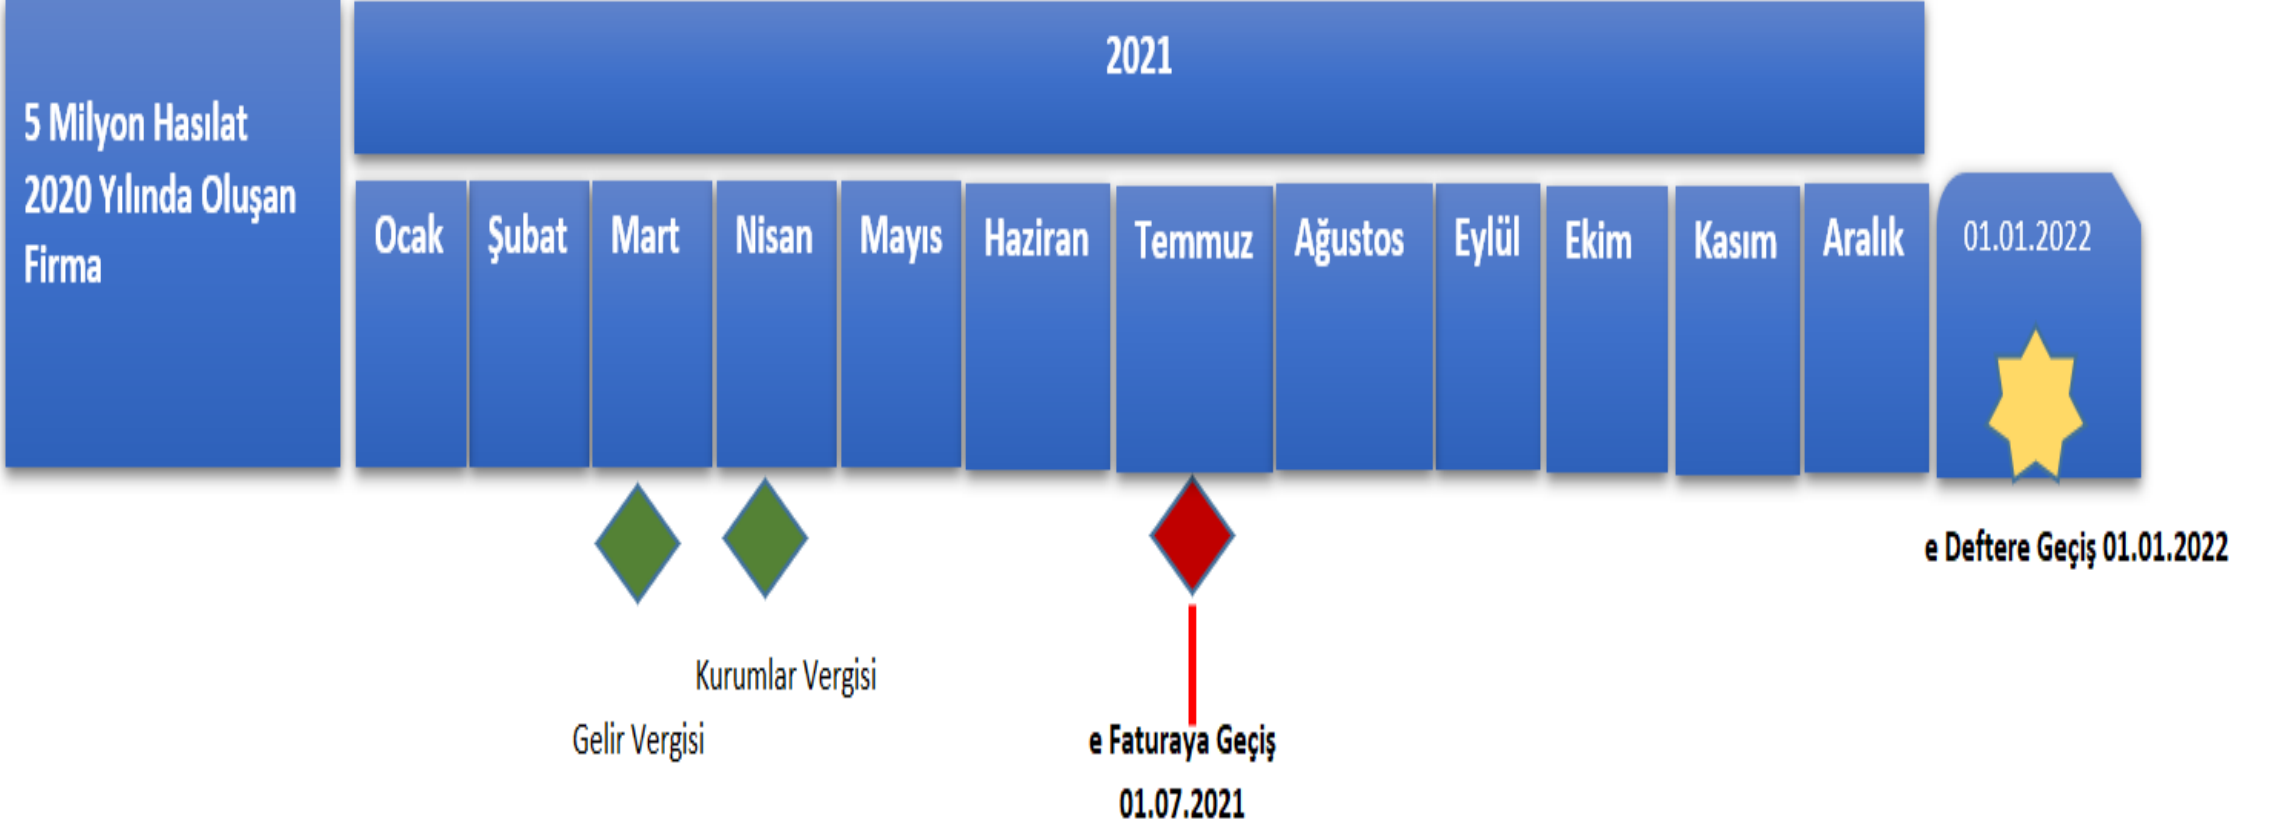 5 Milyon Hasılat
2020 Yılında Oluşan
Firma
2021
Ocak
Şubat
Mart
Nisan
Mayıs
Haziran
Temmuz
Ağustos
Eylül
Ekim
Kasım
Aralık
01.01.2022
e Deftere Geçiş 01.01.2022
Kurumlar Vergisi
Gelir Vergisi
e Faturaya Geçiş
01.07.2021